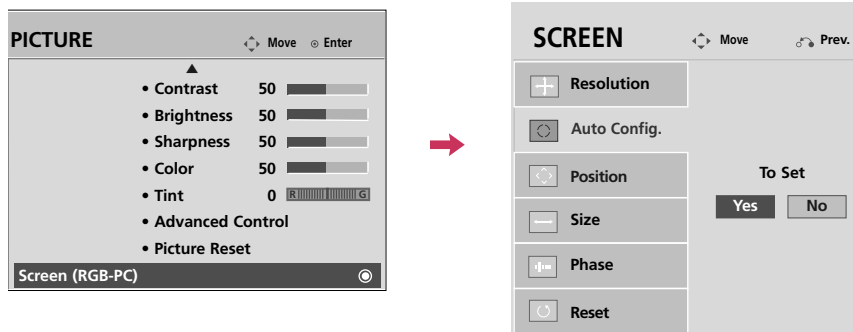 PICTURE
Move
Enter
• Contrast 50
• Brightness 50
• Sharpness 50
• Color 50
• Tint 0 R G
• Advanced Control
• Picture Reset
Screen (RGB-PC)
SCREEN
Move
Prev.
Resolution
Auto Config.
Position
Size
Phase
Reset
To Set
Yes No